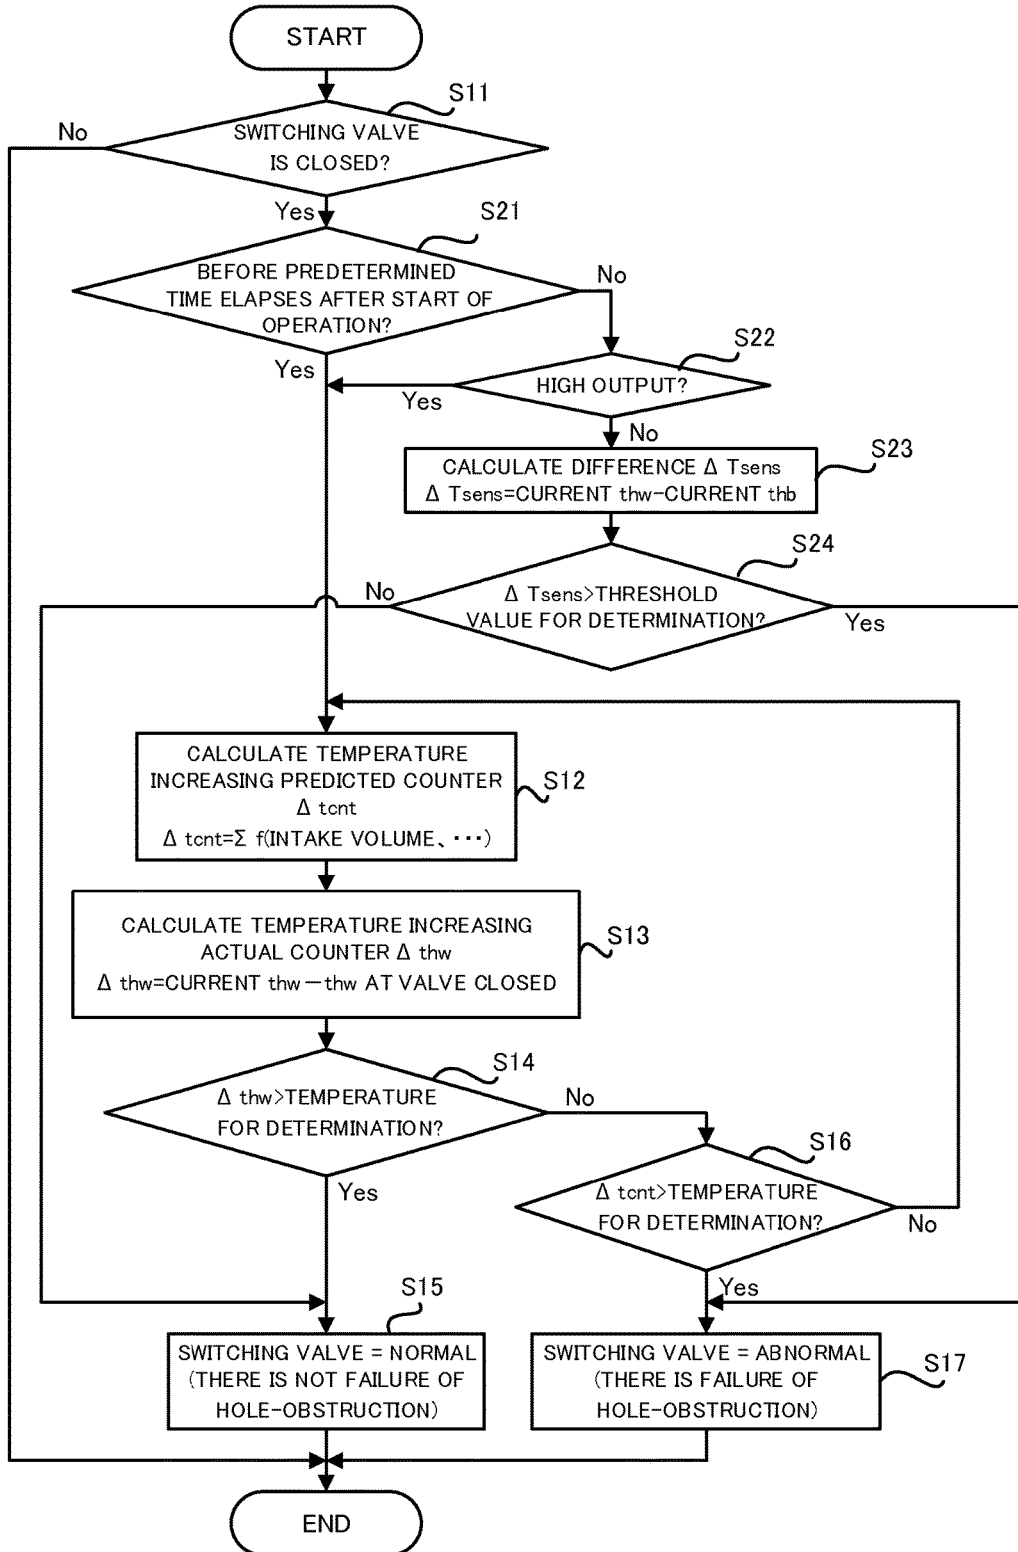 START
S11
No
SWITCHING VALVE
IS CLOSED?
Yes
S21
BEFORE PREDETERMINED
TIME ELAPSES AFTER START OF
OPERATION?
No
Yes
S22
HIGH OUTPUT?
Yes
No
S23
CALCULATE DIFFERENCE Δ Tsens
Δ Tsens=CURRENT thw-CURRENT thb
S24
No
Δ Tsens>THRESHOLD
VALUE FOR DETERMINATION?
Yes
CALCULATE TEMPERATURE
INCREASING PREDICTED COUNTER
Δ tcnt
Δ tcnt=Σ f(INTAKE VOLUME、･･･)
S12
CALCULATE TEMPERATURE INCREASING
ACTUAL COUNTER Δ thw
Δ thw=CURRENT thw－thw AT VALVE CLOSED
S13
S14
Δ thw>TEMPERATURE
FOR DETERMINATION?
No
Yes
S16
Δ tcnt>TEMPERATURE
FOR DETERMINATION?
No
Yes
S15
SWITCHING VALVE = NORMAL
(THERE IS NOT FAILURE OF
HOLE-OBSTRUCTION)
SWITCHING VALVE = ABNORMAL
(THERE IS FAILURE OF
HOLE-OBSTRUCTION)
S17
END